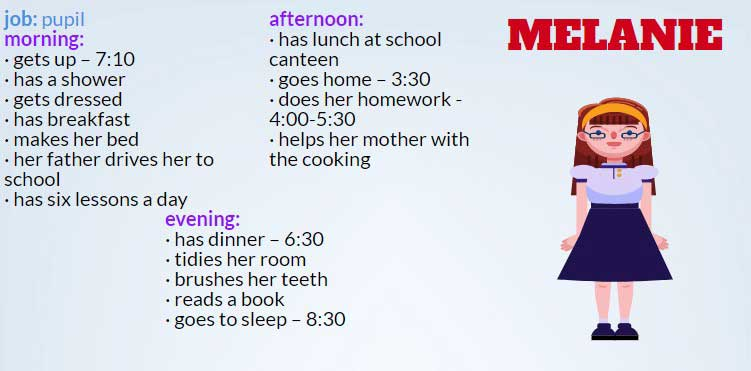 job: pupil
morning:
· gets up – 7:10
· has a shower
· gets dressed
· has breakfast
· makes her bed
· her father drives her to
school
· has six lessons a day
afternoon:
· has lunch at school
canteen
· goes home – 3:30
· does her homework -
4:00-5:30
· helps her mother with
the cooking
evening:
· has dinner – 6:30
· tidies her room
· brushes her teeth
· reads a book
· goes to sleep – 8:30
MELANIE